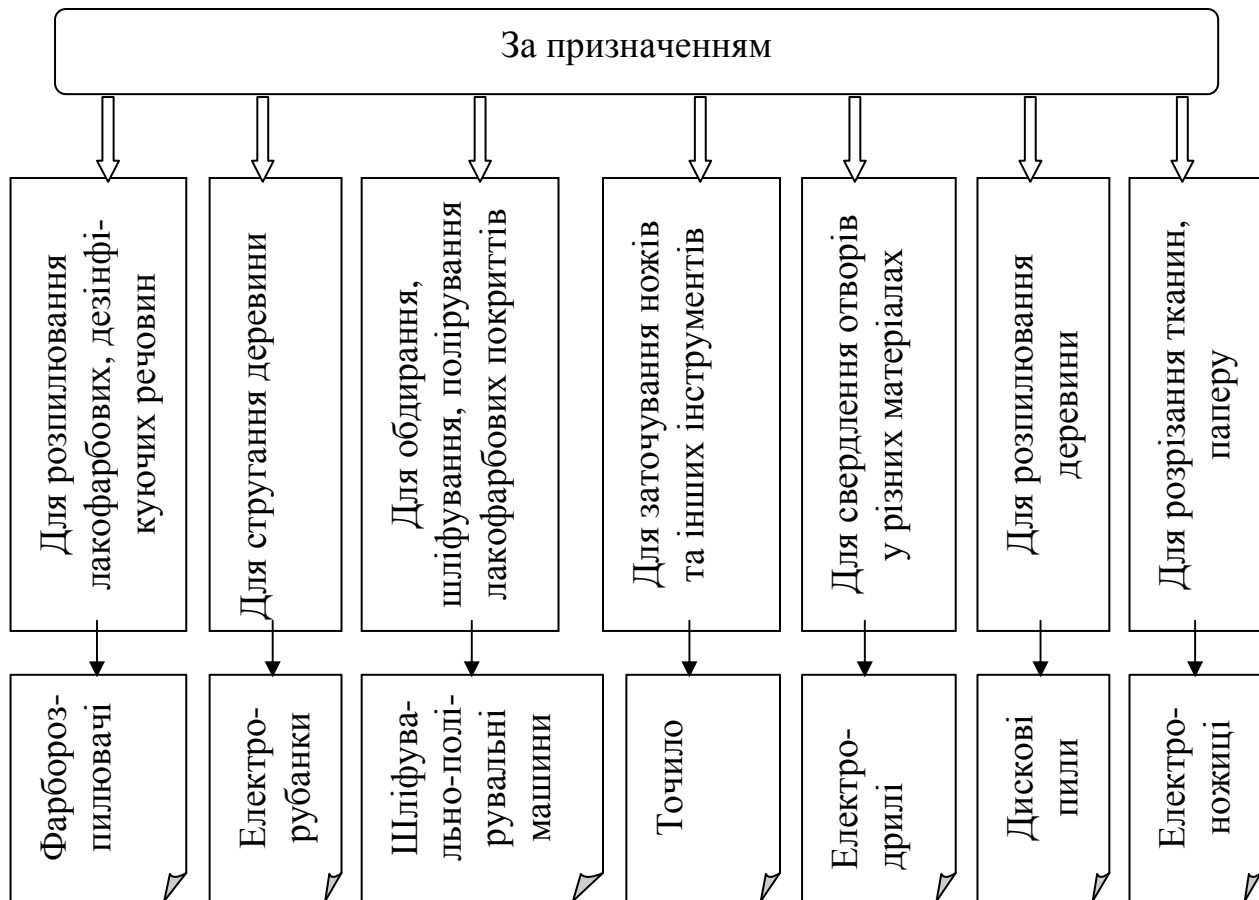 За призначенням
Для розпилювання
лакофарбових, дезінфі-
куючих речовин
Для стругання деревини
Для обдирання,
шліфування, полірування
лакофарбових покриттів
Для заточування ножів
та інших інструментів
Для свердлення отворів
у різних матеріалах
Для розпилювання
деревини
Для розрізання тканин,
паперу
Фарбороз-
пилювачі
Електро-
рубанки
Шліфува-
льно-полі-
рувальні
машини
Точило
Електро-
дрилі
Дискові
пили
Електро-
ножиці